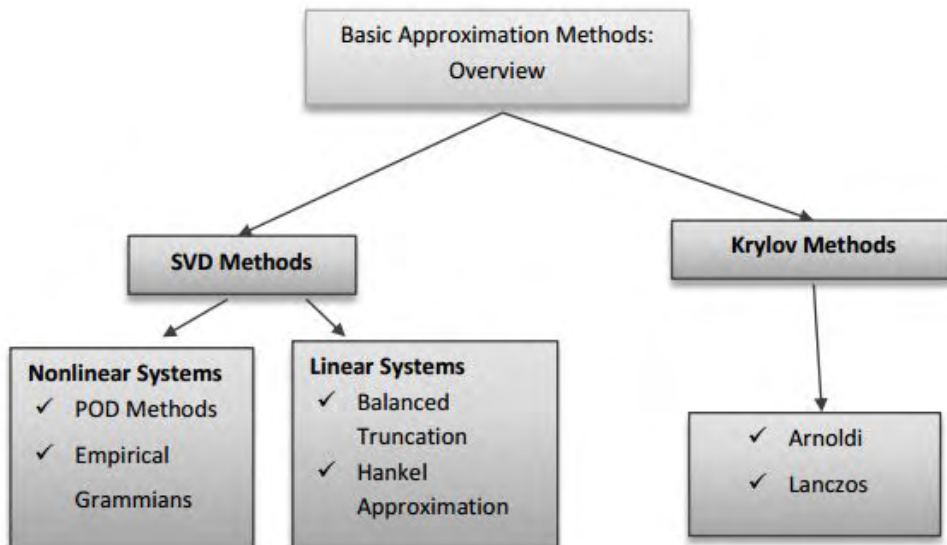 Basic Approximation Methods:
Overview
SVD Methods
Krylov Methods
Nonlinear Systems
✓ POD Methods
✓ Empirical
Grammians
Linear Systems
✓ Balanced
Truncation
✓ Hankel
Approximation
✓ Arnoldi
✓ Lanczos